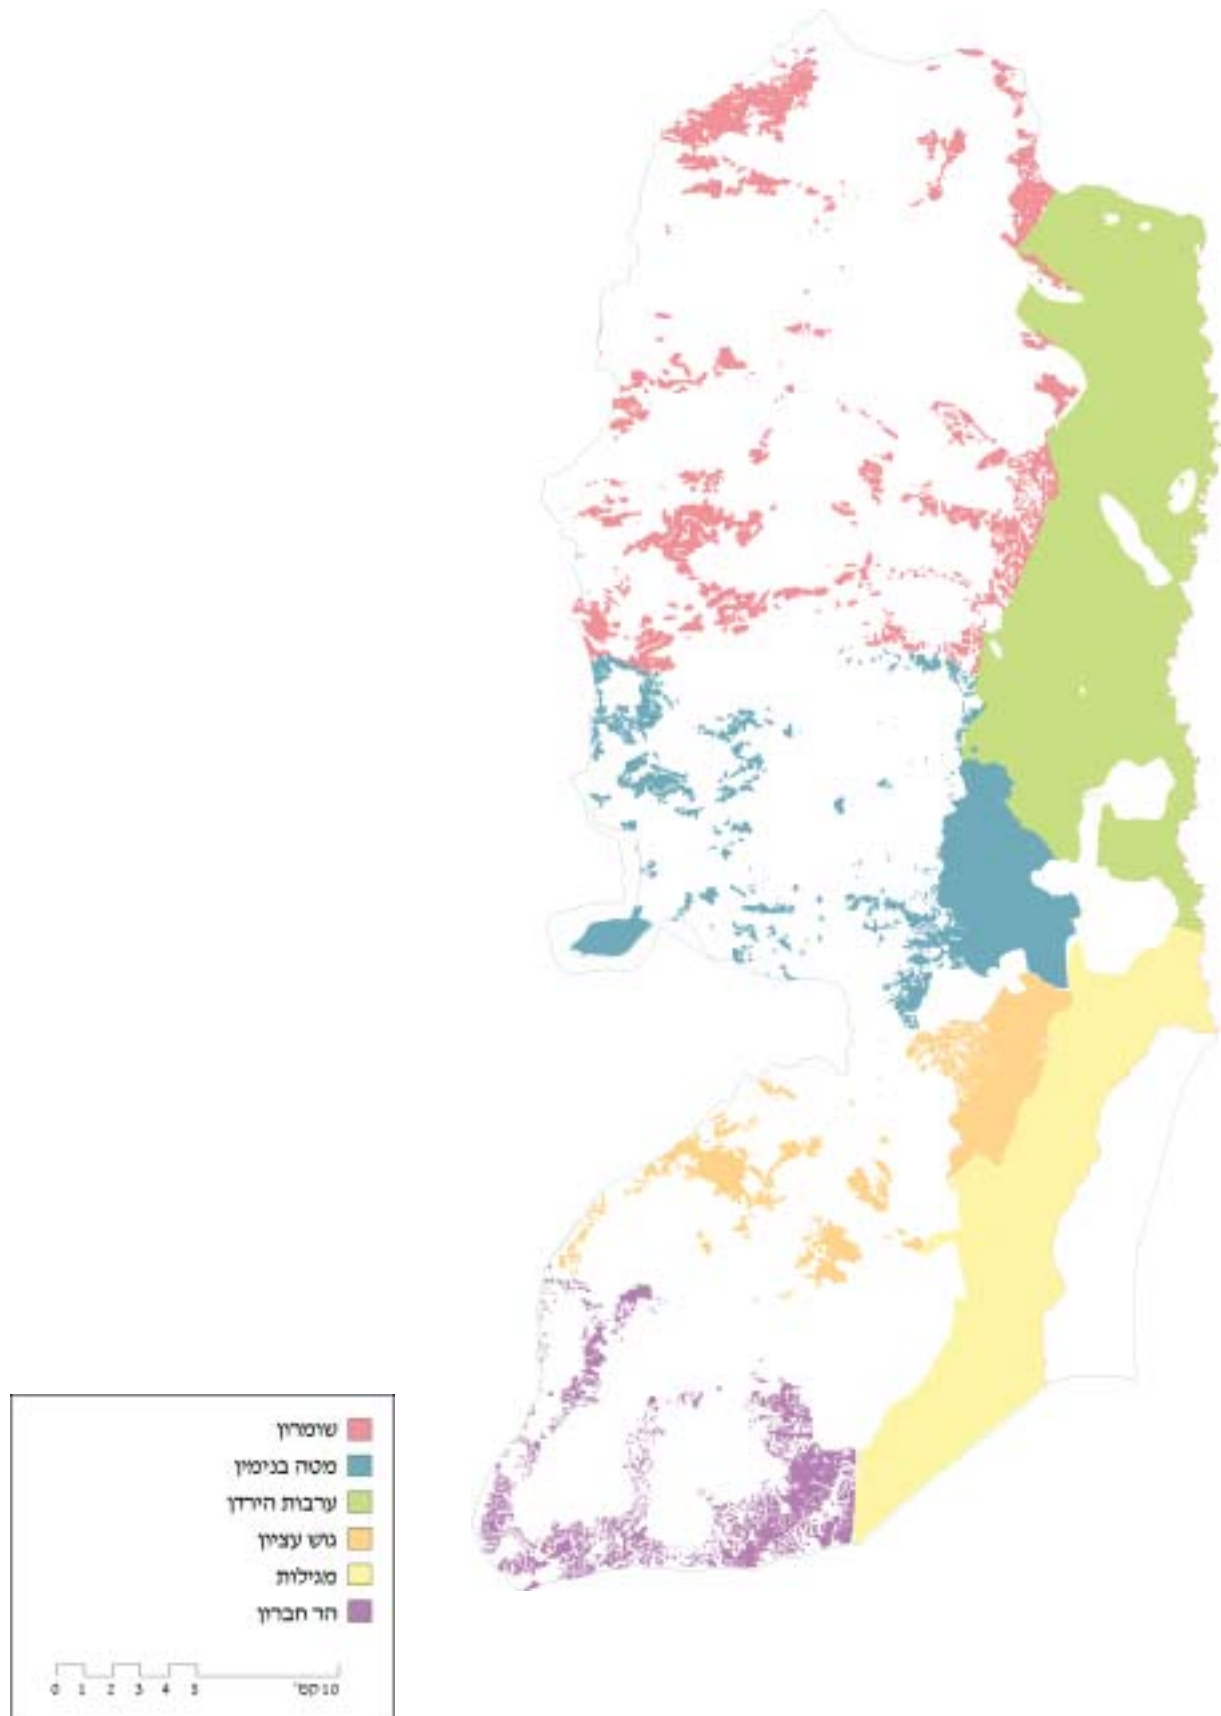 שומרון
מטה בנימין
ערבות הירדן
גוש עציון
מגילות
הר חברון
0 1 2 3 4 5 10 קמ'